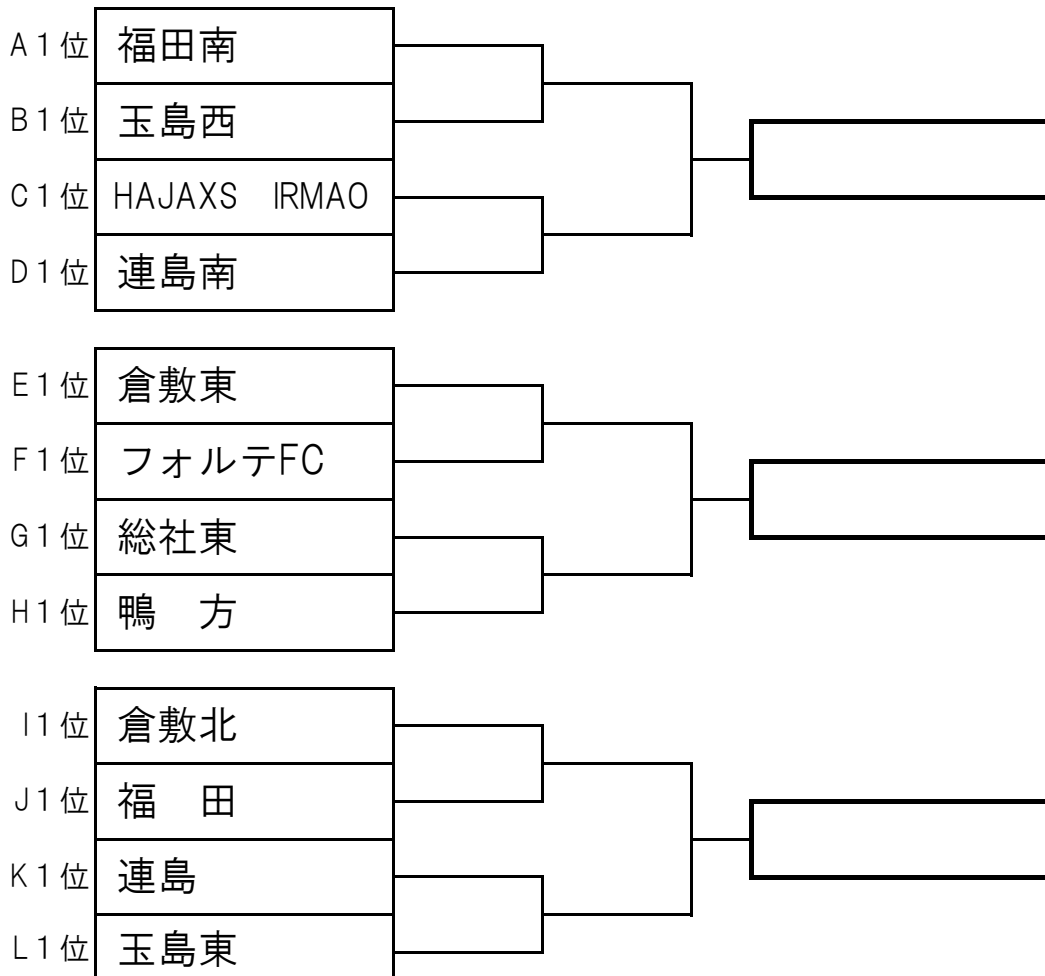 A1位 福田南
B1位 玉島西
C1位 HAJAXS　IRMAO
D1位 連島南
E1位 倉敷東
F1位 フォルテFC
G1位 総社東
H1位 鴨　方
I1位 倉敷北
J1位 福　田
K1位 連島
L1位 玉島東